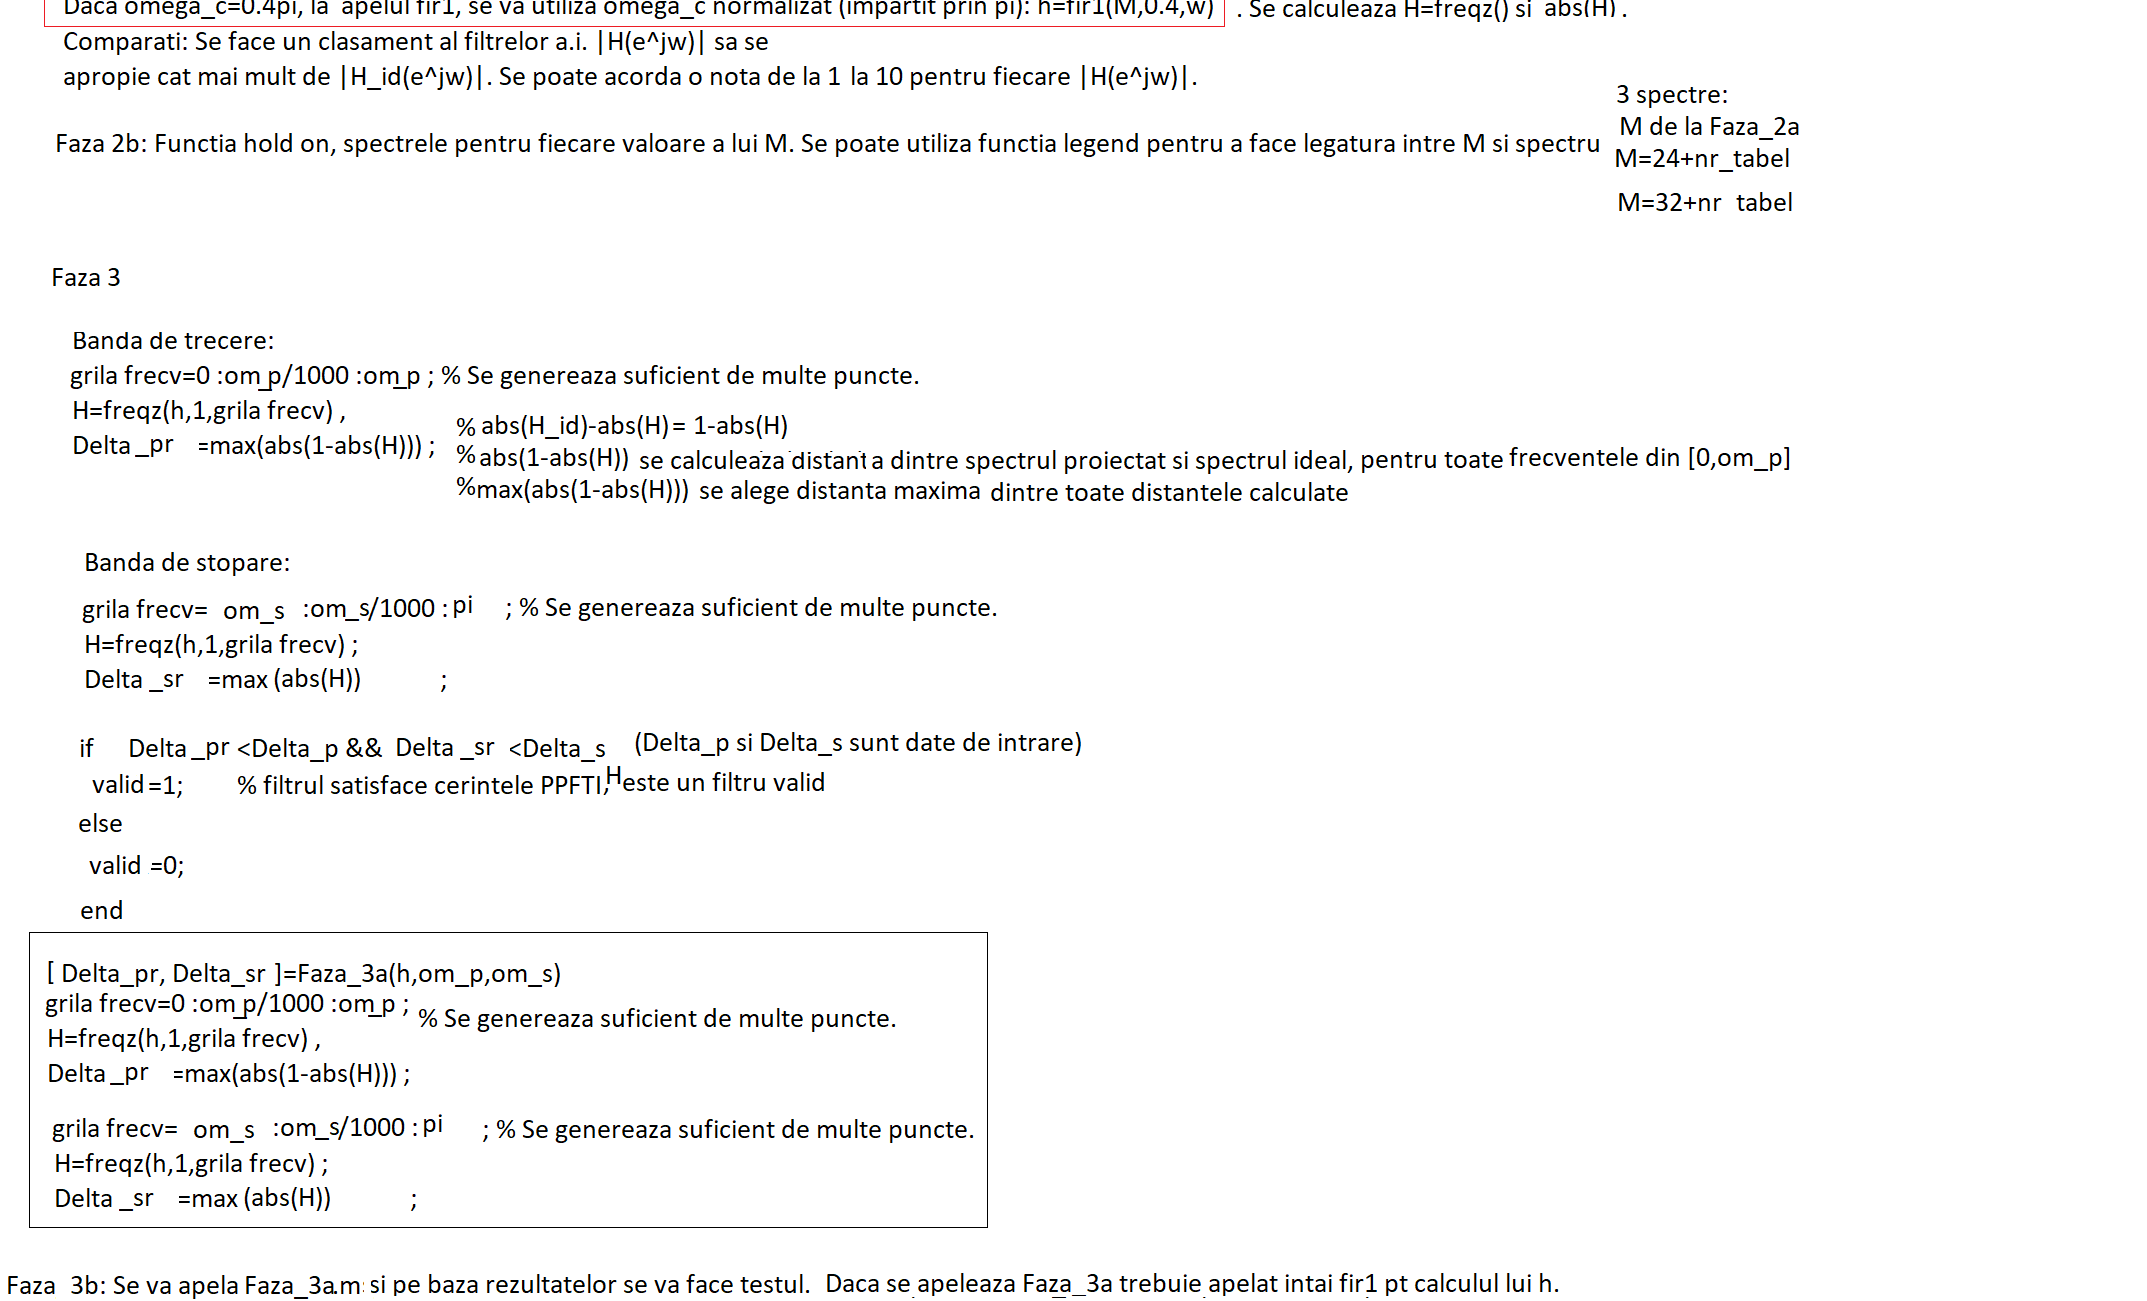 Daca omega_c=0.4pi, la apelul fir1, se va utiliza omega_c normalizat (impartit prin pi): h=fir1(M,0.4,w) . Se calculeaza H=freqz() si abs(H) .
Comparati: Se face un clasament al filtrelor a.i. |H(e^jw)| sa se
apropie cat mai mult de |H_id(e^jw)|. Se poate acorda o nota de la 1 la 10 pentru fiecare |H(e^jw)|.
3 spectre:
M de la Faza_2a
Faza 2b: Functia hold on, spectrele pentru fiecare valoare a lui M. Se poate utiliza functia legend pentru a face legatura intre M si spectru
M=24+nr_tabel
M=32+nr tabel
Faza 3
Banda de trecere:
grila frecv=0 :om_p/1000 :om_p ; % Se genereaza suficient de multe puncte.
H=freqz(h,1,grila frecv) ,
% abs(H_id)-abs(H)= 1-abs(H)
Delta _pr =max(abs(1-abs(H))) ;
%abs(1-abs(H)) se calculeaza distanta dintre spectrul proiectat si spectrul ideal, pentru toate frecventele din [0,om_p]
%max(abs(1-abs(H))) se alege distanta maxima dintre toate distantele calculate
Banda de stopare:
grila frecv= om_s :om_s/1000 : pi ; % Se genereaza suficient de multe puncte.
H=freqz(h,1,grila frecv) ;
Delta _sr =max (abs(H)) ;
if Delta _pr <Delta_p && Delta _sr <Delta_s (Delta_p si Delta_s sunt date de intrare)
valid =1; % filtrul satisface cerintele PPFTI, H este un filtru valid
else
valid =0;
end
[ Delta_pr, Delta_sr ]=Faza_3a(h,om_p,om_s)
grila frecv=0 :om_p/1000 :om_p ; % Se genereaza suficient de multe puncte.
H=freqz(h,1,grila frecv) ,
Delta _pr =max(abs(1-abs(H))) ;
grila frecv= om_s :om_s/1000 : pi ; % Se genereaza suficient de multe puncte.
H=freqz(h,1,grila frecv) ;
Delta _sr =max (abs(H)) ;
Faza 3b: Se va apela Faza_3a.m si pe baza rezultatelor se va face testul. Daca se apeleaza Faza_3a trebuie apelat intai fir1 pt calculul lui h.